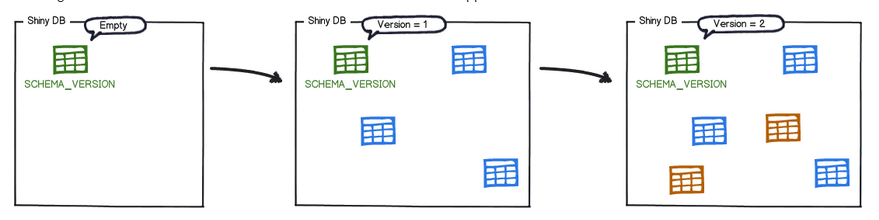 Shiny DB
Empty
SCHEMA_VERSION
Shiny DB
Version = 1
SCHEMA_VERSION
Shiny DB
Version = 2
SCHEMA_VERSION